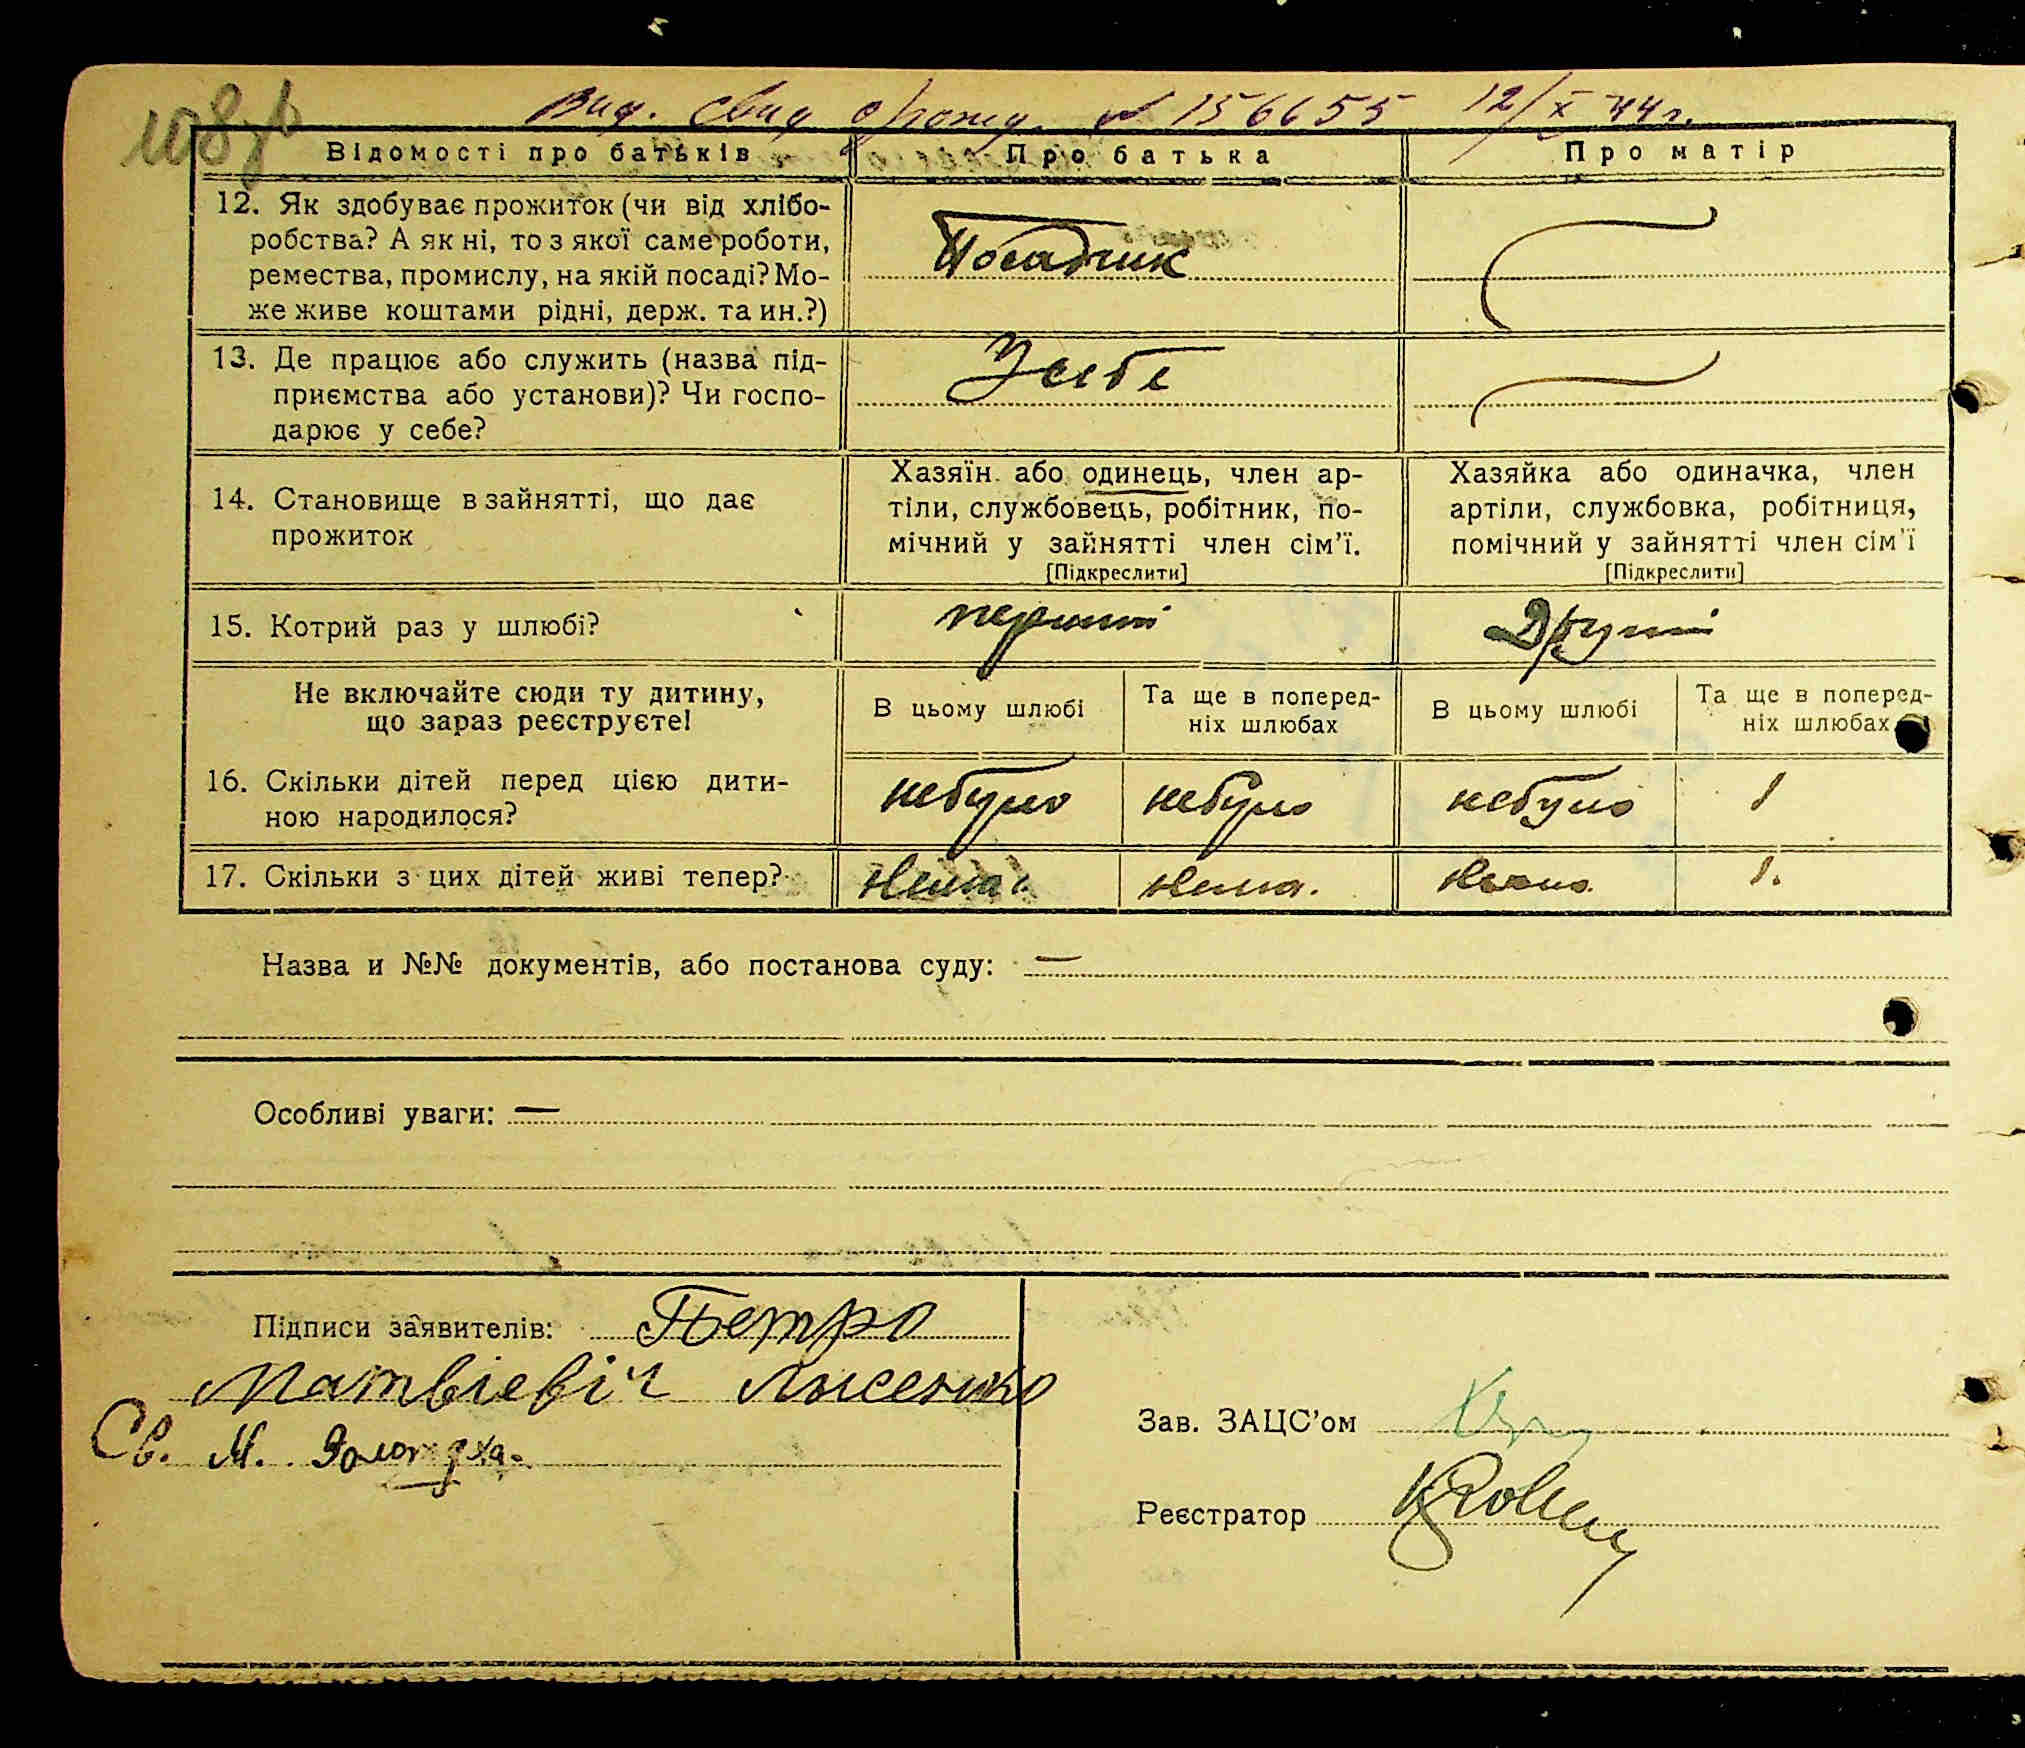 108
Вид. свид о рожд. № 156655 12/X 44 г.
Відомості про батьків Про батька Про матір
12. Як здобуває прожиток (чи від хлібо-
робства? А як ні, то з якої саме роботи,
ремества, промислу, на якій посаді? Мо-
же живе коштами рідні, держ. та ин.?)
13. Де працює або служить (назва під-
приємства або установи)? Чи госпо-
дарює у себе?
У себе
14. Становище в зайнятті, що дає
прожиток
Хазяїн або одинець, член ар-
тіли, службовець, робітник, по-
мічний у зайнятті член сім'ї.
[Підкреслити]
Хазяйка або одиначка, член
артіли, службовка, робітниця,
помічний у зайнятті член сім'ї
[Підкреслити]
15. Котрий раз у шлюбі?
Не включайте сюди ту дитину,
що зараз реєструєте!
В цьому шлюбі
Та ще в поперед-
ніх шлюбах
В цьому шлюбі
Та ще в поперед-
ніх шлюбах
16. Скільки дітей перед цією дити-
ною народилося?
небуло небуло небуло 1
17. Скільки з цих дітей живі тепер? Нема Нема. Нема 1.
Назва и №№ документів, або постанова суду: —
Особливі уваги: —
Підписи заявителів: Петро
Матвієвіч Лисенко
Св. М.
Зав. ЗАЦС'ом
Реєстратор